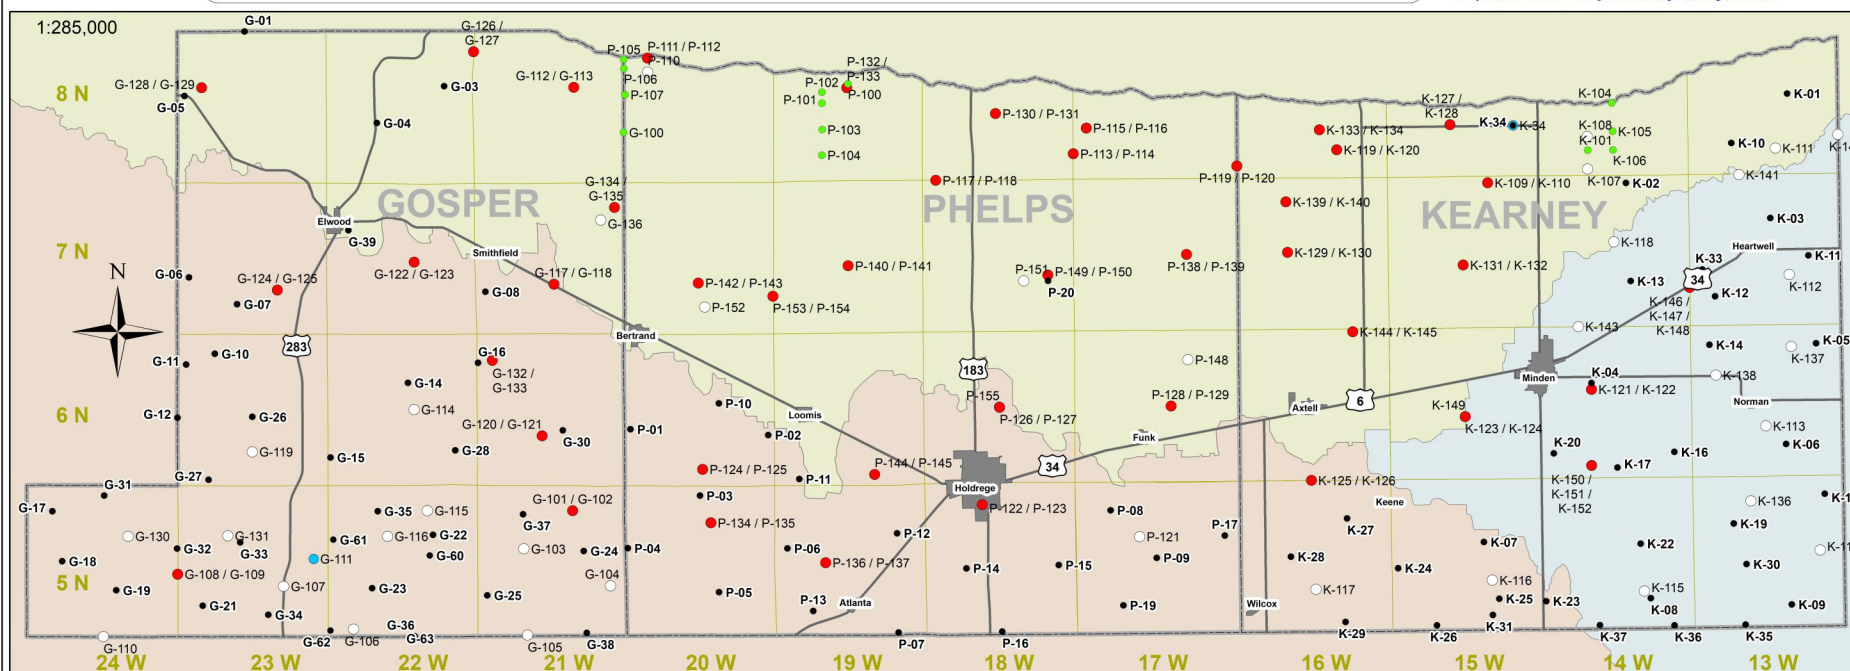 1:285,000
G-01
G-126 /
G-127
G-128 / G-129
8 N
G-05
G-03
G-04
G-112 / G-113
P-105
P-111 / P-112
P-110
P-106
P-107
G-100
P-132 /
P-133
P-102
P-100
P-101
P-103
P-104
P-130 / P-131
P-115 / P-116
P-113 / P-114
P-117 / P-118
P-119 / P-120
K-127 /
K-128
K-34
K-34
K-133 / K-134
K-119 / K-120
K-104
K-108
K-101
K-105
K-106
K-107
K-109 / K-110
K-02
K-01
K-10
K-111
K-141
K-139 / K-140
GOSPER
PHELPS
KEARNEY
G-134 /
G-135
G-136
Elwood
G-39
7 N
N
Smithfield
G-06
G-124 / G-125
G-07
G-122 / G-123
G-08
G-117 / G-118
P-142 / P-143
P-152
P-153 / P-154
P-140 / P-141
P-151
P-149 / P-150
P-20
P-138 / P-139
K-129 / K-130
K-131 / K-132
K-118
K-03
Heartwell
K-33
K-11
34
K-13
K-12
K-112
K-146 /
K-147 /
K-148
K-143
K-144 / K-145
K-14
K-05
K-137
K-138
283
Bertrand
G-10
G-11
G-16
G-132 /
G-133
G-14
G-114
183
P-148
Minden
K-04
K-121 / K-122
Norman
6 N
G-12
G-26
G-119
G-120 / G-121
G-30
G-28
G-15
P-10
P-01
P-02
Loomis
P-155
P-126 / P-127
P-128 / P-129
Axtell
6
Funk
34
K-149
K-123 / K-124
K-113
K-06
K-20
K-16
K-17
K-150 /
K-151 /
K-152
K-136
K-19
G-27
G-31
G-17
G-101 / G-102
P-124 / P-125
P-11
P-144 / P-145
P-03
Holdrege
P-122 / P-123
P-08
K-125 / K-126
Keene
K-27
G-35
G-115
G-37
P-134 / P-135
P-12
P-17
P-121
G-130
G-131
G-33
G-32
G-61
G-116
G-22
G-60
G-103
G-24
P-04
P-06
P-136 / P-137
P-09
K-28
K-07
K-22
G-18
G-111
5 N
G-108 / G-109
G-19
G-107
G-23
G-25
G-104
P-05
P-14
P-15
P-19
K-24
K-30
K-116
K-117
K-115
K-25
K-23
K-08
K-09
G-21
G-34
P-13
Atlanta
Wilcox
G-110
G-62
G-106
G-36
G-63
G-105
G-38
P-07
P-16
K-29
K-26
K-31
K-37
K-36
K-35
24 W
23 W
22 W
21 W
20 W
19 W
18 W
17 W
16 W
15 W
14 W
13 W